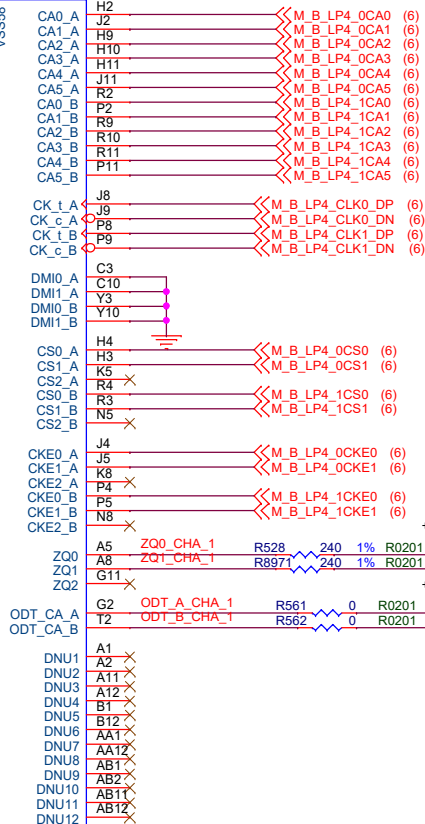 VSS56
CA0_A H2 M_B_LP4_0CA0 (6)
CA1_A J2 M_B_LP4_0CA1 (6)
CA2_A H9 M_B_LP4_0CA2 (6)
CA3_A H10 M_B_LP4_0CA3 (6)
CA4_A H11 M_B_LP4_0CA4 (6)
CA5_A J11 M_B_LP4_0CA5 (6)
CA0_B R2 M_B_LP4_1CA0 (6)
CA1_B P2 M_B_LP4_1CA1 (6)
CA2_B R9 M_B_LP4_1CA2 (6)
CA3_B R10 M_B_LP4_1CA3 (6)
CA4_B R11 M_B_LP4_1CA4 (6)
CA5_B P11 M_B_LP4_1CA5 (6)
CK_t_A J8 M_B_LP4_CLK0_DP (6)
CK_c_A J9 M_B_LP4_CLK0_DN (6)
CK_t_B P8 M_B_LP4_CLK1_DP (6)
CK_c_B P9 M_B_LP4_CLK1_DN (6)
DMI0_A C3
DMI1_A C10
DMI0_B Y3
DMI1_B Y10
CS0_A H4 M_B_LP4_0CS0 (6)
CS1_A H3 M_B_LP4_0CS1 (6)
CS2_A K5
CS0_B R4 M_B_LP4_1CS0 (6)
CS1_B R3 M_B_LP4_1CS1 (6)
CS2_B N5
CKE0_A J4 M_B_LP4_0CKE0 (6)
CKE1_A J5 M_B_LP4_0CKE1 (6)
CKE2_A K8
CKE0_B P4 M_B_LP4_1CKE0 (6)
CKE1_B P5 M_B_LP4_1CKE1 (6)
CKE2_B N8
ZQ0 A5 ZQ0_CHA_1 R528 240 1% R0201
ZQ1 A8 ZQ1_CHA_1 R8971 240 1% R0201
ZQ2 G11
ODT_CA_A G2 ODT_A_CHA_1 R561 0 R0201
ODT_CA_B T2 ODT_B_CHA_1 R562 0 R0201
DNU1 A1
DNU2 A2
DNU3 A11
DNU4 A12
DNU5 B1
DNU6 B12
DNU7 AA1
DNU8 AA12
DNU9 AB1
DNU10 AB2
DNU11 AB11
DNU12 AB12